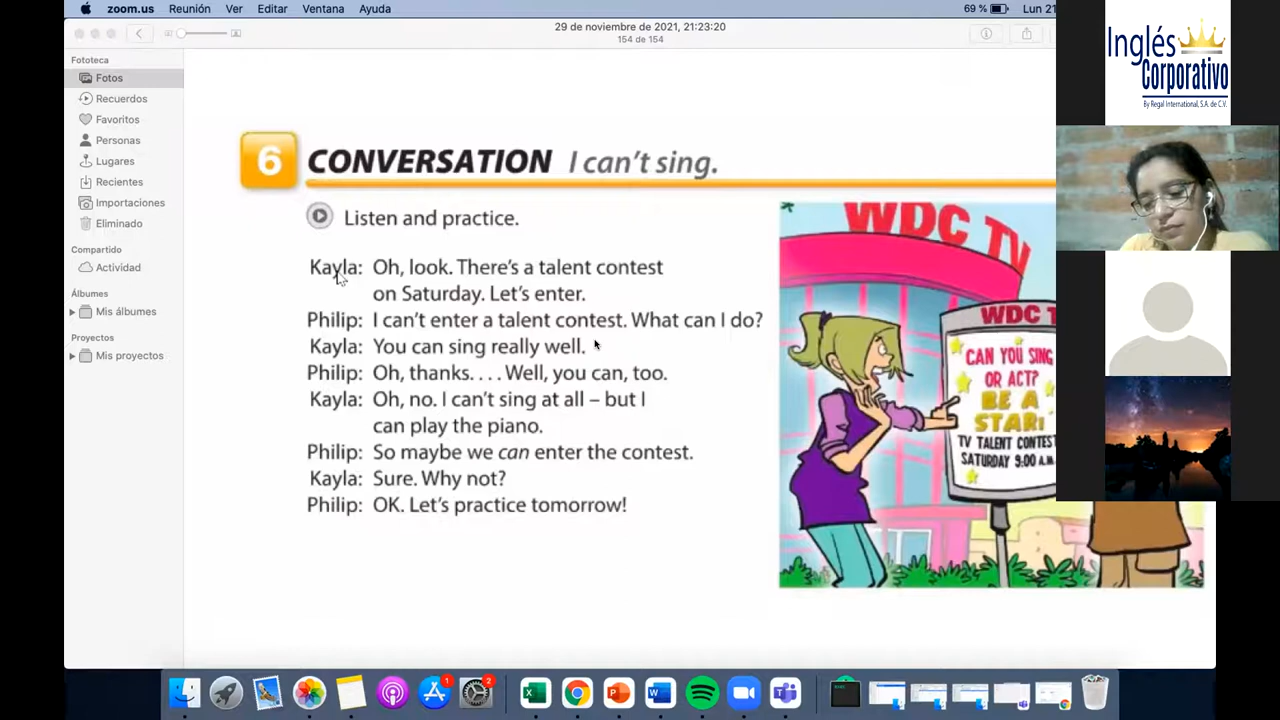 zoom.us Reunión Ver Editar Ventana Ayuda 69 % Lun 21
29 de noviembre de 2021, 21:23:20
154 de 154
Fototeca
Fotos
Recuerdos
Favoritos
Personas
Lugares
Recientes
Importaciones
Eliminado
Compartido
Actividad
Álbumes
Mis álbumes
Proyectos
Mis proyectos
6 CONVERSATION I can't sing.
Listen and practice.
Kayla: Oh, look. There's a talent contest
on Saturday. Let's enter.
Philip: I can't enter a talent contest. What can I do?
Kayla: You can sing really well.
Philip: Oh, thanks. . . . Well, you can, too.
Kayla: Oh, no. I can't sing at all – but I
can play the piano.
Philip: So maybe we can enter the contest.
Kayla: Sure. Why not?
Philip: OK. Let's practice tomorrow!
WDC TV
WDC T
CAN YOU SING
OR ACT?
BE A
STAR!
TV TALENT CONTEST
SATURDAY 9:00 A.M.
Inglés
Corporativo
By Regal International, S.A. de C.V.
1
2